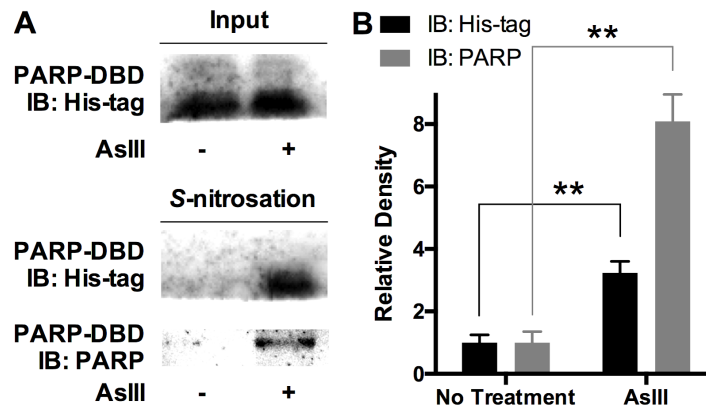 A
Input
PARP-DBD
IB: His-tag
AsIII - +
S-nitrosation
PARP-DBD
IB: His-tag
PARP-DBD
IB: PARP
AsIII - +
B
IB: His-tag
IB: PARP
**
**
Relative Density
8
6
4
2
0
No Treatment AsIII